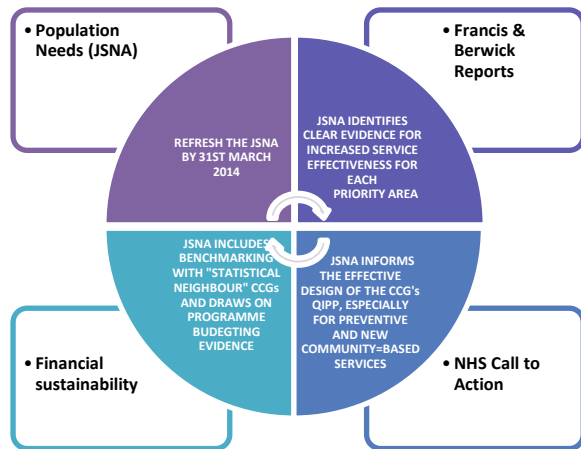 • Population
Needs (JSNA)
• Francis &
Berwick
Reports
REFRESH THE JSNA
BY 31ST MARCH
2014
JSNA IDENTIFIES
CLEAR EVIDENCE FOR
INCREASED SERVICE
EFFECTIVENESS FOR
EACH
PRIORITY AREA
JSNA INCLUDES
BENCHMARKING
WITH "STATISTICAL
NEIGHBOUR" CCGs
AND DRAWS ON
PROGRAMME
BUDEGTING
EVIDENCE
JSNA INFORMS
THE EFFECTIVE
DESIGN OF THE CCG's
QIPP, ESPECIALLY
FOR PREVENTIVE
AND NEW
COMMUNITY=BASED
SERVICES
• Financial
sustainability
• NHS Call to
Action